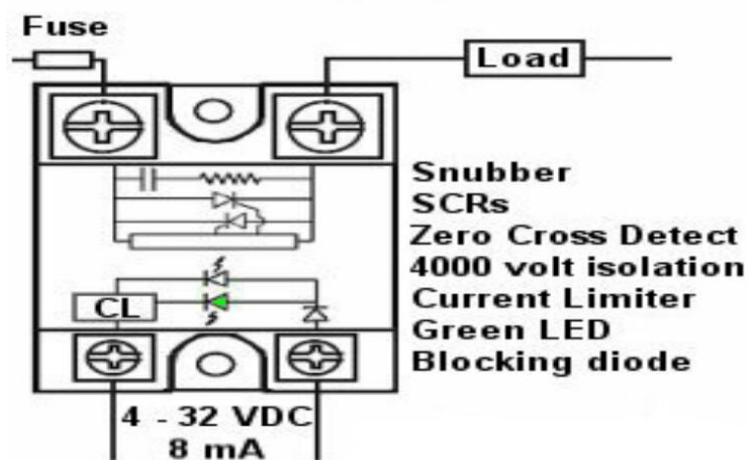 Fuse
Load
Snubber
SCRs
Zero Cross Detect
4000 volt isolation
Current Limiter
CL
Green LED
Blocking diode
4 - 32 VDC
8 mA